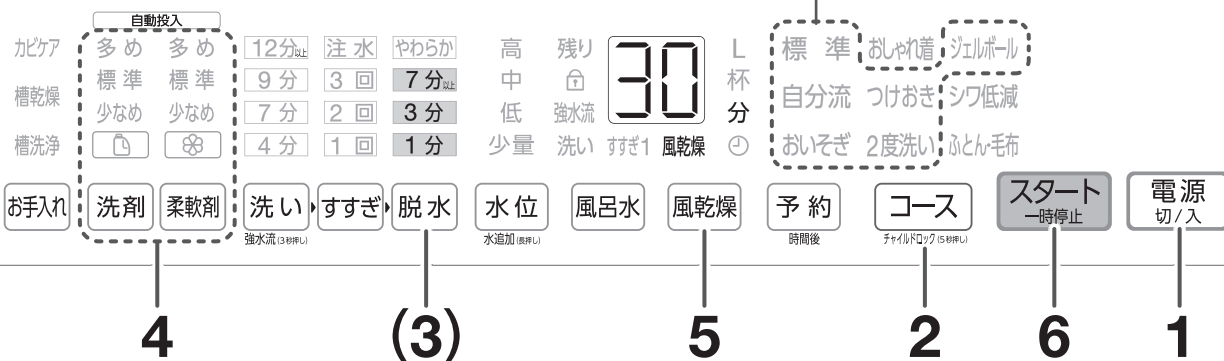 自動投入
カビケア 多め 多め 12分以上 注水 やわらか 高 残り 30 L 標準 おしゃれ着 ジェルボール
槽乾燥 標準 標準 9分 3回 7分以上 中 杯 自分流 つけおき シワ低減
少なめ 少なめ 7分 2回 3分 低 強水流 分
槽洗浄 4分 1回 1分 少量 洗い すすぎ1 風乾燥 おいそぎ 2度洗い ふとん・毛布
お手入れ 洗剤 柔軟剤 洗い すすぎ 脱水 水位 風呂水 風乾燥 予約 コース スタート 一時停止 電源 切/入
強水流(3秒押し) 水追加(長押し) 時間後 チャイルドロック(5秒押し)
4 (3) 5 2 6 1